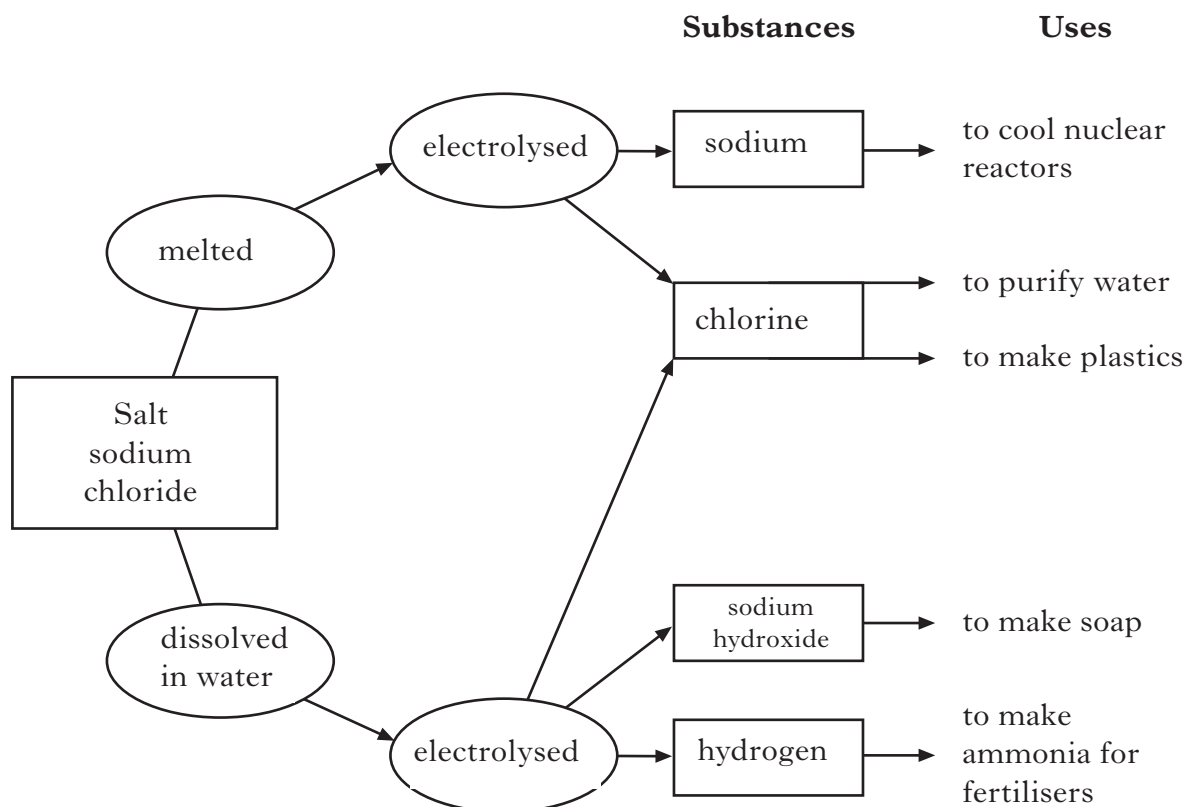 Substances
Uses
electrolysed
sodium
to cool nuclear
reactors
melted
chlorine
to purify water
to make plastics
Salt
sodium
chloride
dissolved
in water
sodium
hydroxide
to make soap
electrolysed
hydrogen
to make
ammonia for
fertilisers